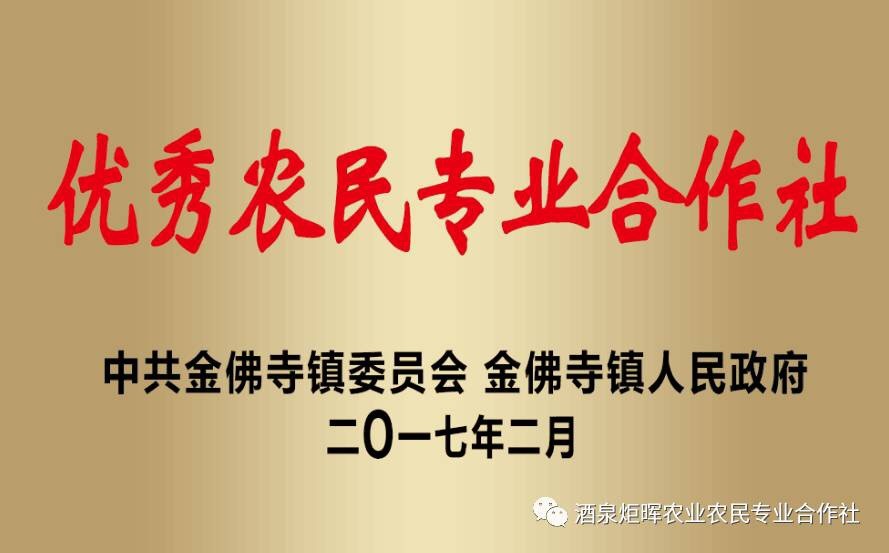 优秀农民专业合作社
中共金佛寺镇委员会 金佛寺镇人民政府
二〇一七年二月
酒泉炬晖农业农民专业合作社